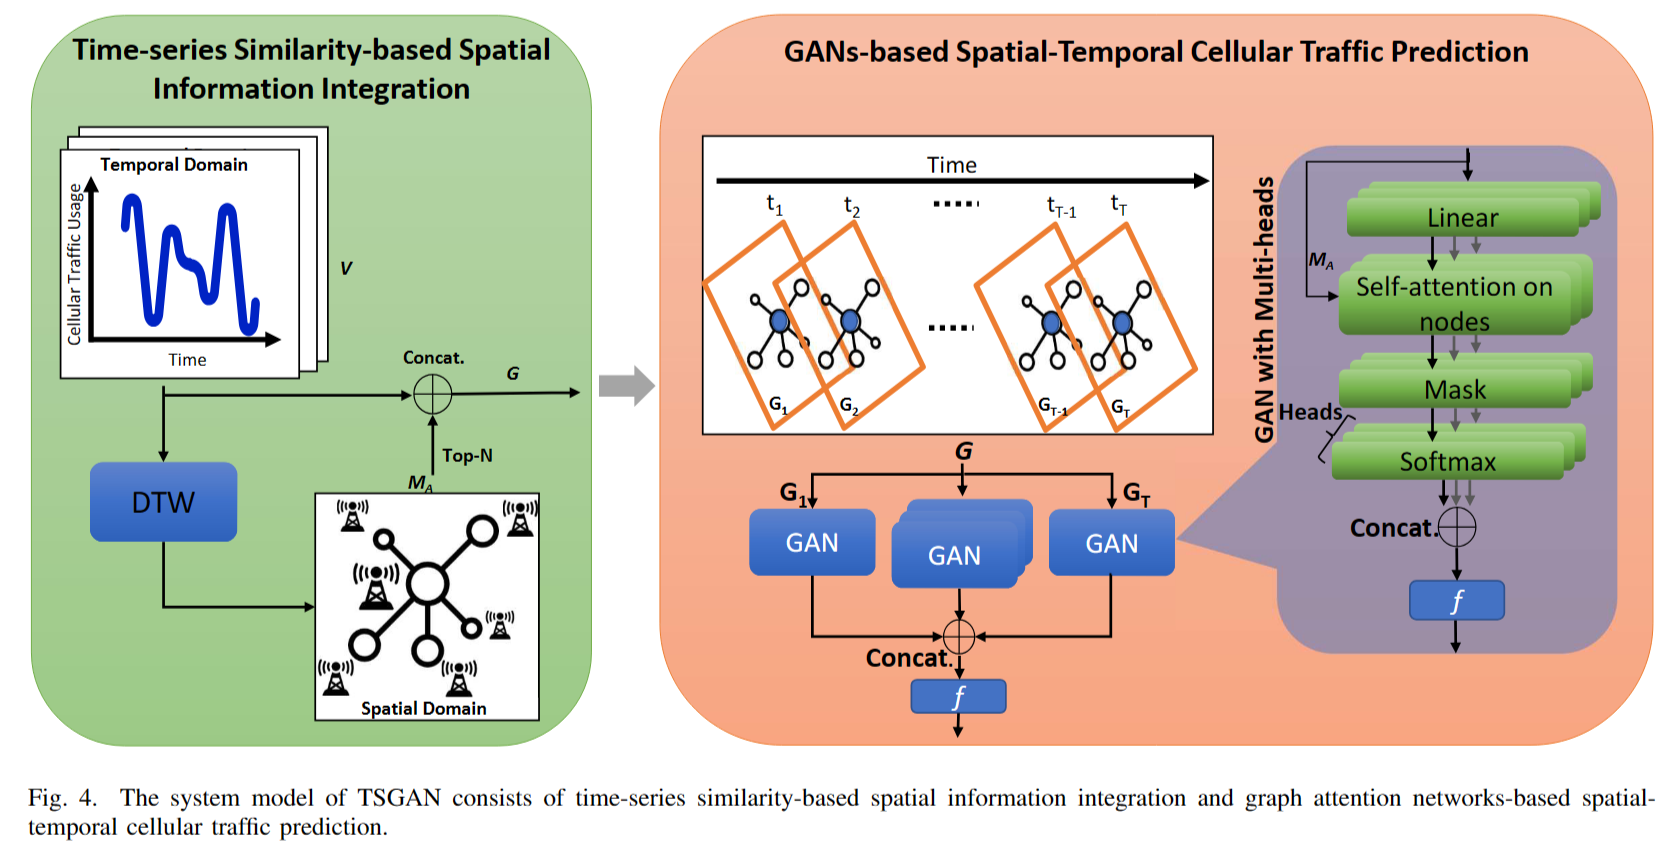 Time-series Similarity-based Spatial
Information Integration
Temporal Domain
Cellular Traffic Usage
Time
V
Concat.
G
Top-N
M_A
DTW
Spatial Domain
GANs-based Spatial-Temporal Cellular Traffic Prediction
Time
t_1 t_2 ...... t_T-1 t_T
......
G_1 G_2 G_T-1 G_T
G
G_1 G_T
GAN GAN GAN
Concat.
f
GAN with Multi-heads
Linear
M_A
Self-attention on
nodes
Mask
Heads
Softmax
Concat.
f
Fig. 4. The system model of TSGAN consists of time-series similarity-based spatial information integration and graph attention networks-based spatial-
temporal cellular traffic prediction.